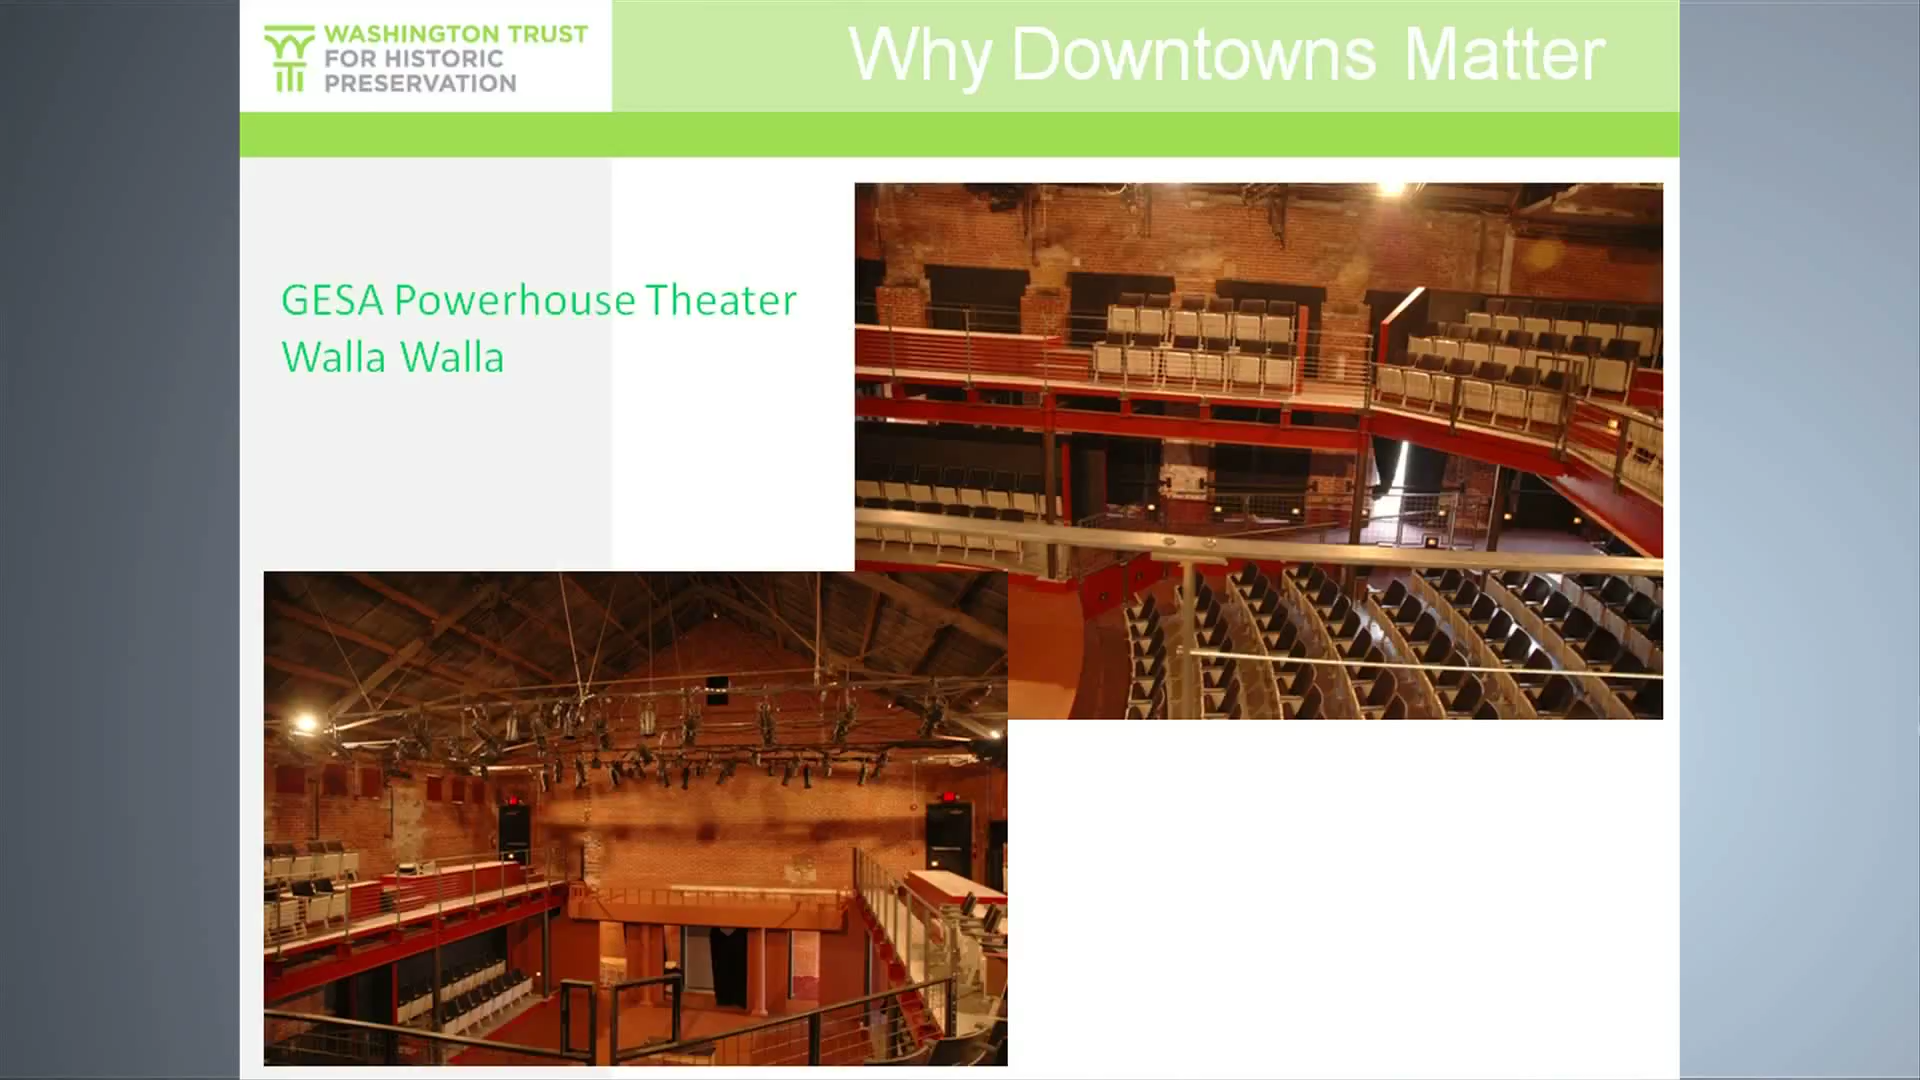 WASHINGTON TRUST
FOR HISTORIC
PRESERVATION
Why Downtowns Matter
GESA Powerhouse Theater
Walla Walla